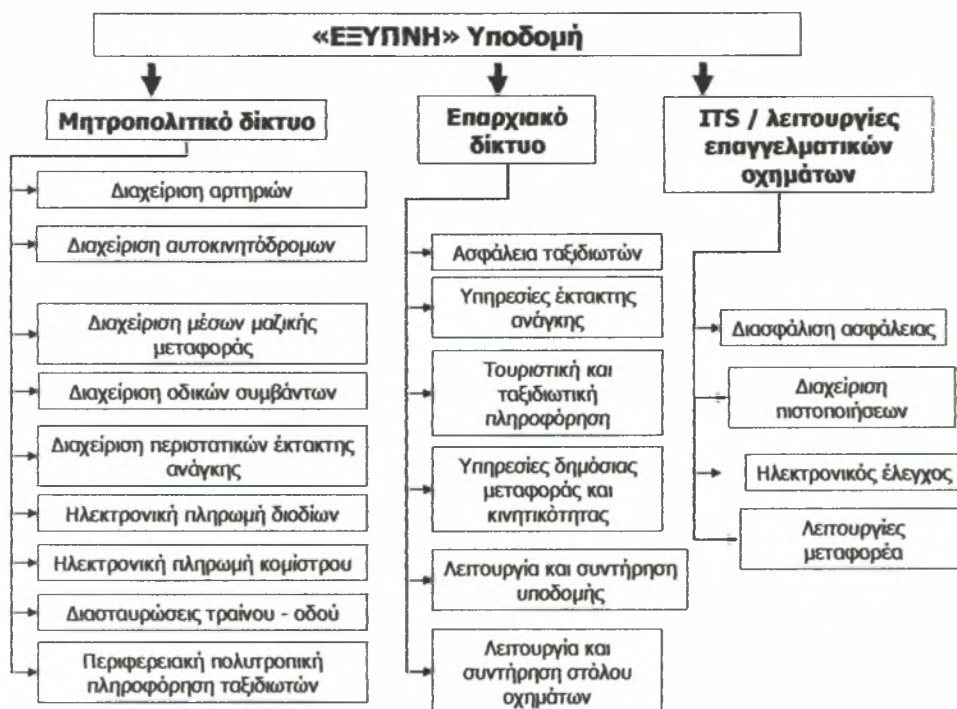 «ΕΞΥΠΝΗ» Υποδομή
Μητροπολιτικό δίκτυο
Διαχείριση αρτηριών
Διαχείριση αυτοκινητόδρομων
Διαχείριση μέσων μαζικής
μεταφοράς
Διαχείριση οδικών συμβάντων
Διαχείριση περιστατικών έκτακτης
ανάγκης
Ηλεκτρονική πληρωμή διοδίων
Ηλεκτρονική πληρωμή κομίστρου
Διασταυρώσεις τραίνου - οδού
Περιφερειακή πολυτροπική
πληροφόρηση ταξιδιωτών
Επαρχιακό
δίκτυο
Ασφάλεια ταξιδιωτών
Υπηρεσίες έκτακτης
ανάγκης
Τουριστική και
ταξιδιωτική
πληροφόρηση
Υπηρεσίες δημόσιας
μεταφοράς και
κινητικότητας
Λειτουργία και συντήρηση
υποδομής
Λειτουργία και
συντήρηση στόλου
οχημάτων
ITS / λειτουργίες
επαγγελματικών
οχημάτων
Διασφάλιση ασφάλειας
Διαχείριση
πιστοποιήσεων
Ηλεκτρονικός έλεγχος
Λειτουργίες
μεταφορέα